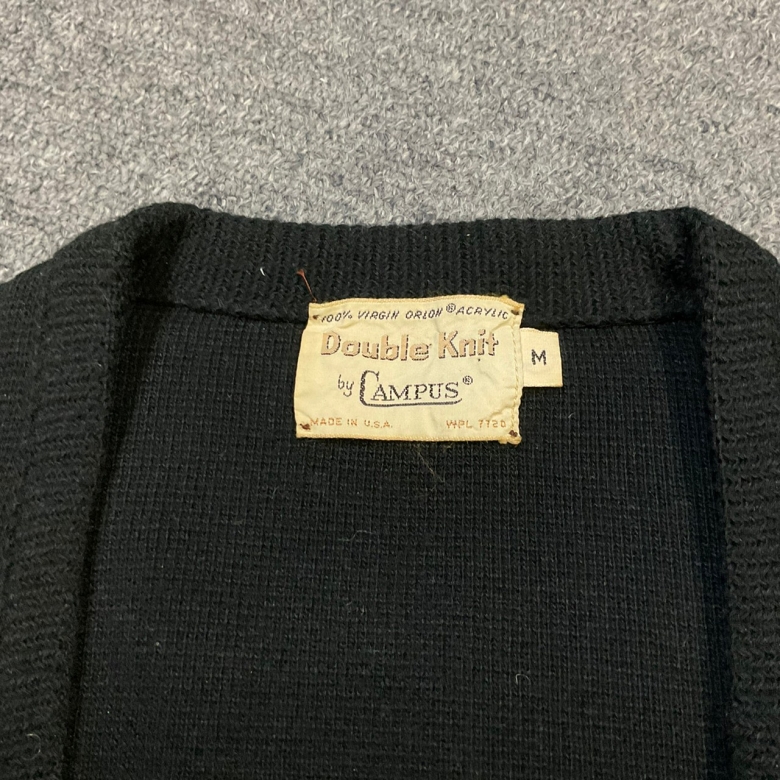 100% VIRGIN ORLON® ACRYLIC
Double Knit
by CAMPUS®
M
MADE IN U.S.A. WPL 7720